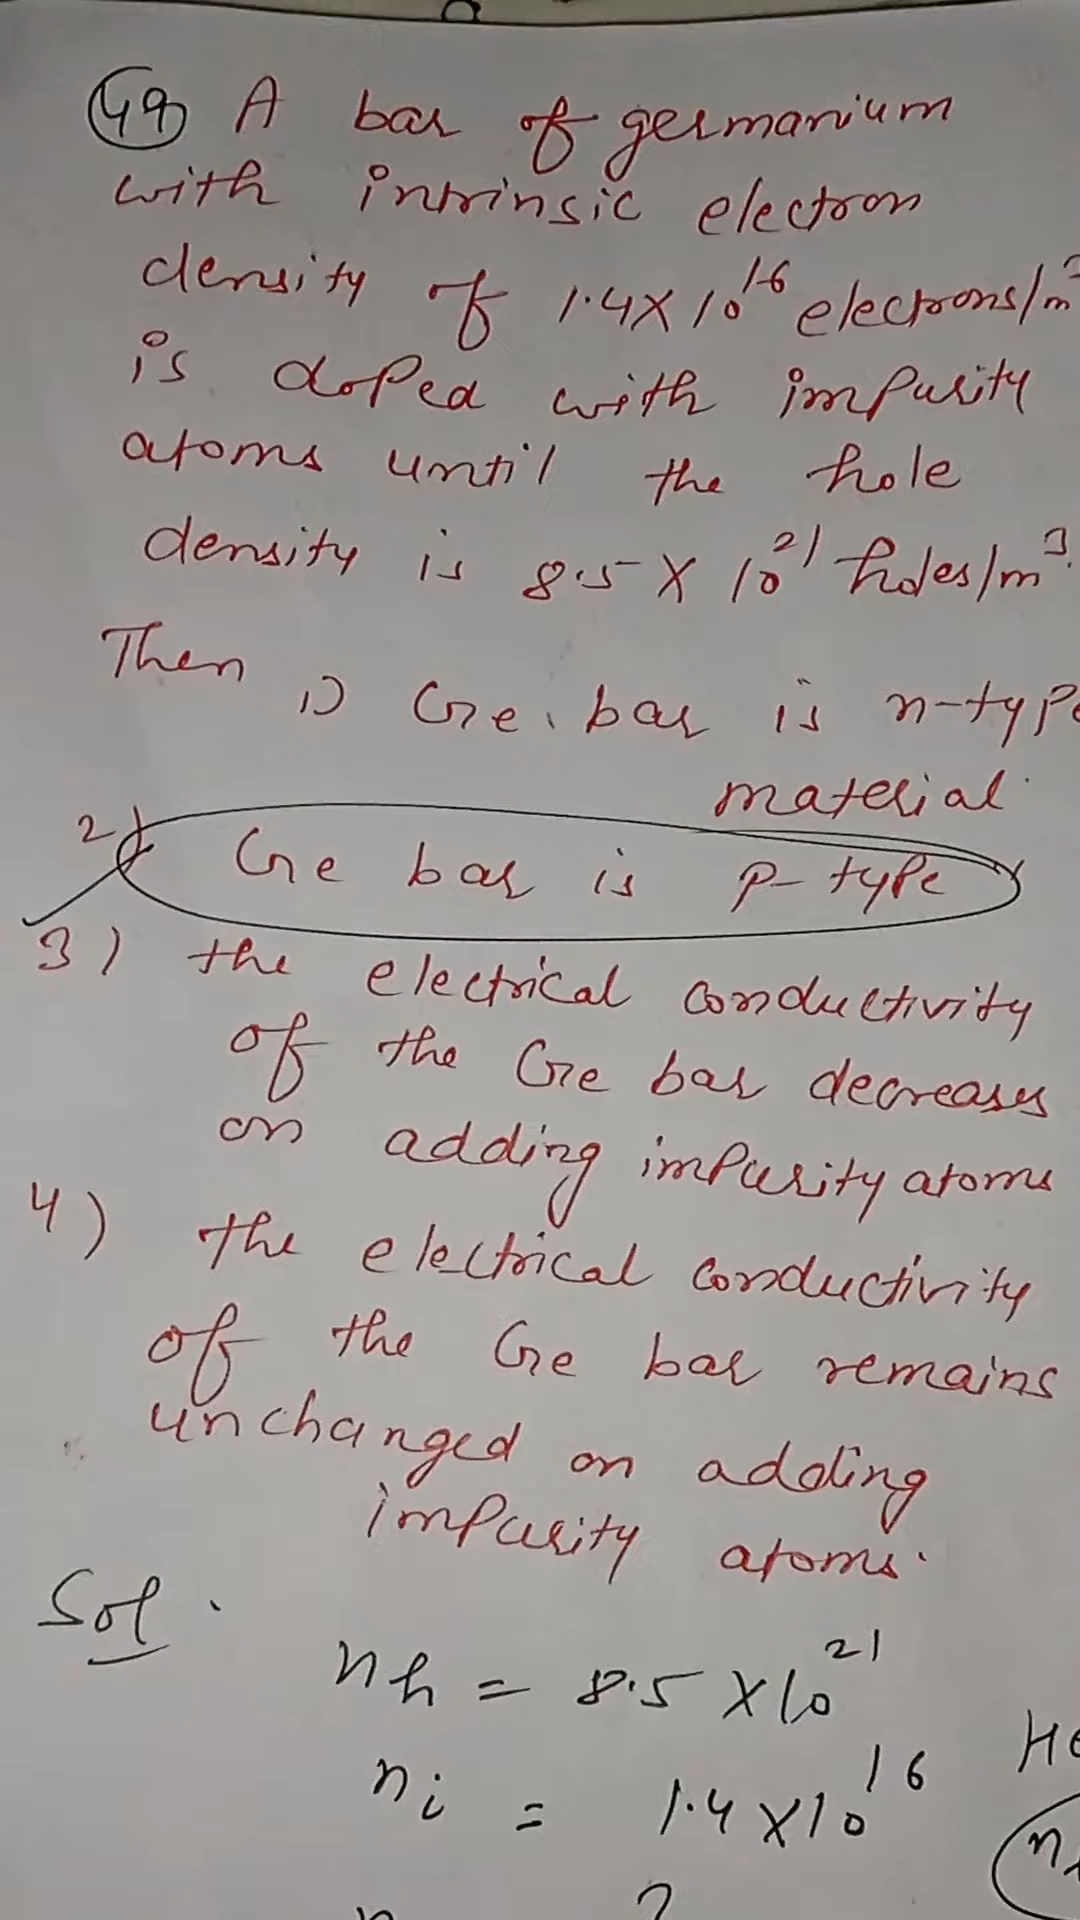 49 A bar of germanium
with intrinsic electron
density of 1.4 X 10^16 electrons/m
is doped with impurity
atoms until the hole
density is 8.5 X 10^21 holes/m^3.
Then 1) Ge bar is n-type
material
2) Ge bar is p-type
3) the electrical conductivity
of the Ge bar decreases
on adding impurity atoms
4) the electrical conductivity
of the Ge bar remains
unchanged on adding
impurity atoms.
Sol.
nh = 8.5 X 10^21
ni = 1.4 X 10^16